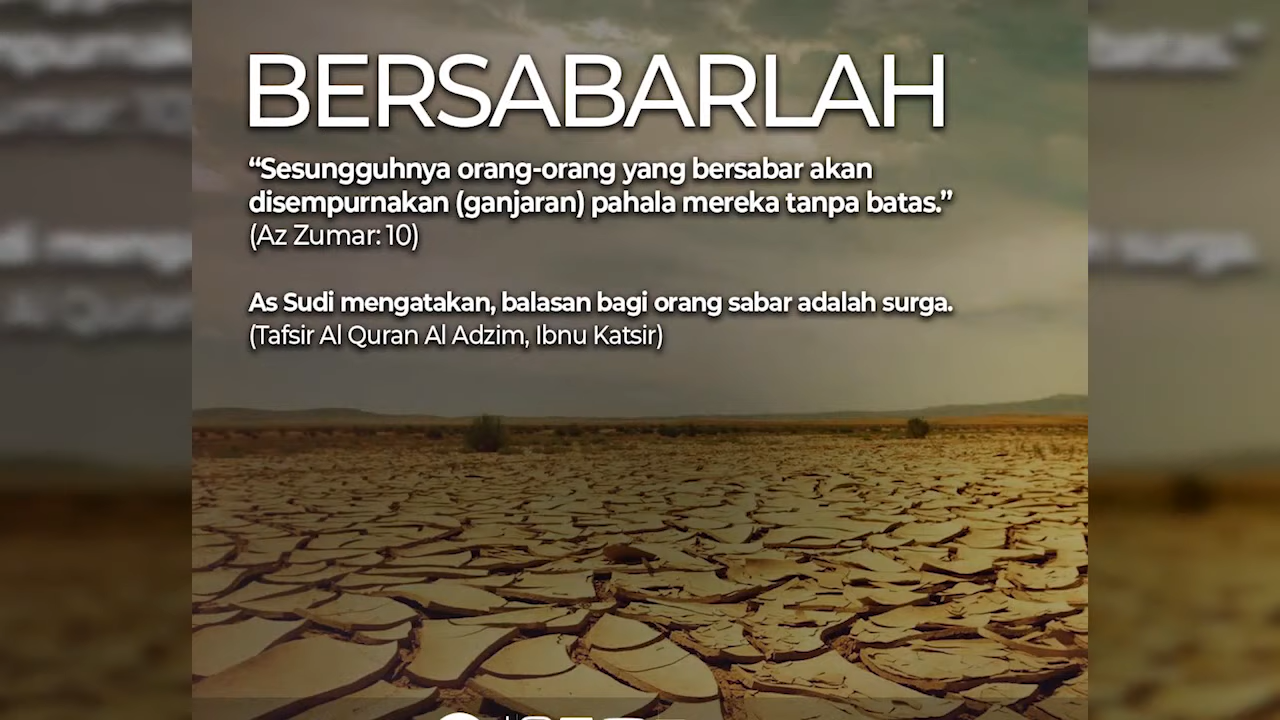 BERSABARLAH
“Sesungguhnya orang-orang yang bersabar akan
disempurnakan (ganjaran) pahala mereka tanpa batas.”
(Az Zumar: 10)
As Sudi mengatakan, balasan bagi orang sabar adalah surga.
(Tafsir Al Quran Al Adzim, Ibnu Katsir)